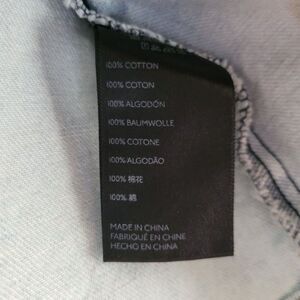 100% COTTON
100% COTON
100% ALGODÓN
100% BAUMWOLLE
100% COTONE
100% ALGODÃO
100% 棉花
100% 綿
MADE IN CHINA
FABRIQUÉ EN CHINE
HECHO EN CHINA